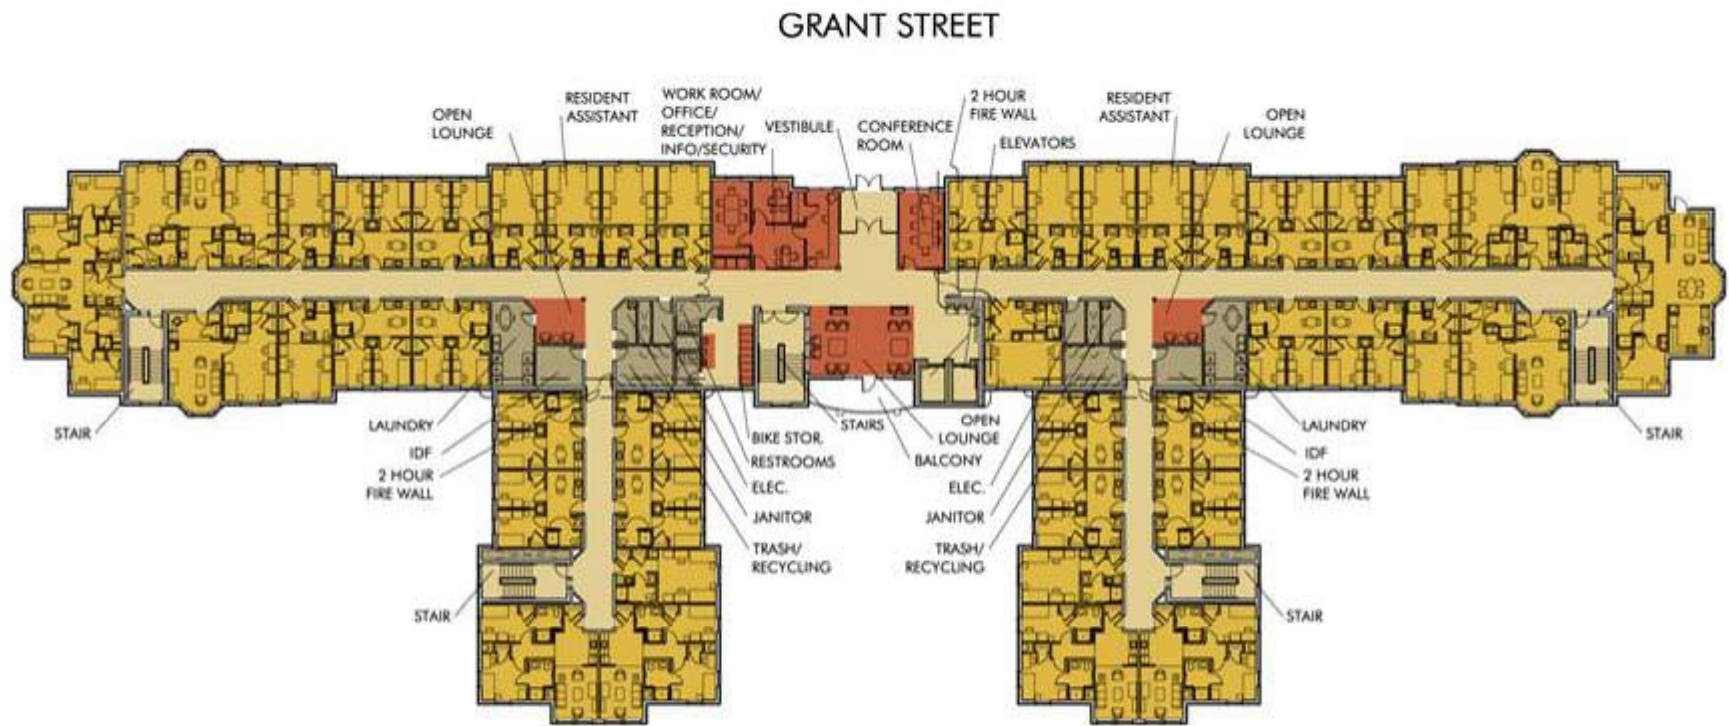 GRANT STREET
OPEN
LOUNGE
RESIDENT
ASSISTANT
WORK ROOM/
OFFICE/
RECEPTION/
INFO/SECURITY
VESTIBULE
CONFERENCE
ROOM
2 HOUR
FIRE WALL
ELEVATORS
RESIDENT
ASSISTANT
OPEN
LOUNGE
STAIR
LAUNDRY
IDF
2 HOUR
FIRE WALL
STAIR
BIKE STOR.
RESTROOMS
ELEC.
JANITOR
TRASH/
RECYCLING
STAIRS
OPEN
LOUNGE
BALCONY
ELEC.
JANITOR
TRASH/
RECYCLING
LAUNDRY
IDF
2 HOUR
FIRE WALL
STAIR
STAIR